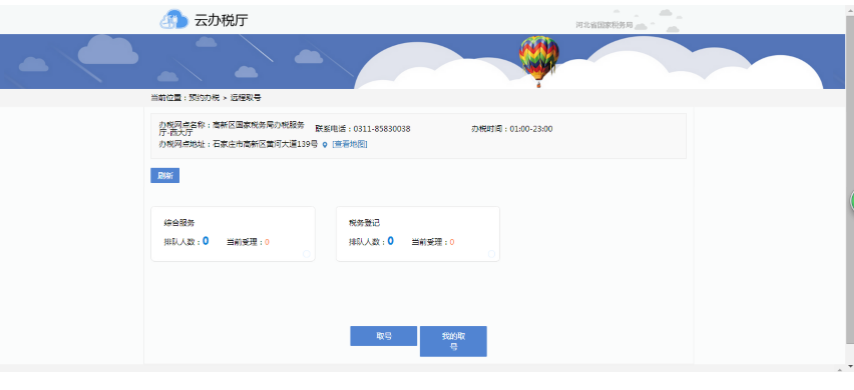 云办税厅
河北省国家税务局
当前位置：预约办税 > 远程取号
办税网点名称：高新区国家税务局办税服务
厅-西大厅
联系电话：0311-85830038
办税时间：01:00-23:00
办税网点地址：石家庄市高新区黄河大道139号 [查看地图]
刷新
综合服务
税务登记
排队人数：0 当前受理：0
排队人数：0 当前受理：0
取号
我的取
号